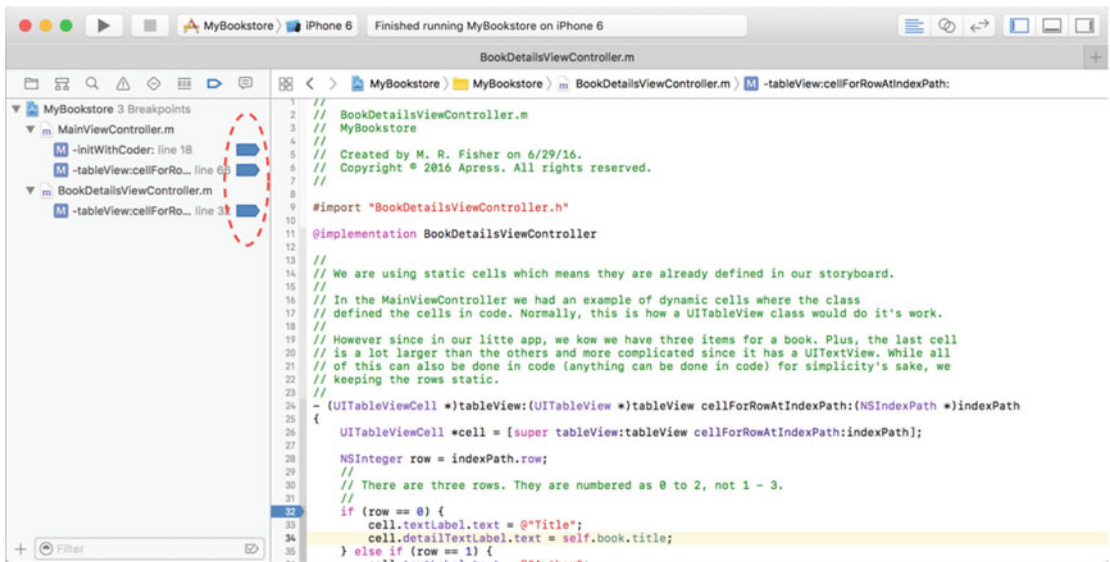 MyBookstore iPhone 6 Finished running MyBookstore on iPhone 6
BookDetailsViewController.m
MyBookstore MyBookstore m BookDetailsViewController.m M -tableView:cellForRowAtIndexPath:
MyBookstore 3 Breakpoints
m MainViewController.m
M -initWithCoder: line 18
M -tableView:cellForRo... line 66
m BookDetailsViewController.m
M -tableView:cellForRo... line 32
Filter
1 //
2 // BookDetailsViewController.m
3 // MyBookstore
4 //
5 // Created by M. R. Fisher on 6/29/16.
6 // Copyright © 2016 Apress. All rights reserved.
7 //
8
9 #import "BookDetailsViewController.h"
10
11 @implementation BookDetailsViewController
12
13 //
14 // We are using static cells which means they are already defined in our storyboard.
15 //
16 // In the MainViewController we had an example of dynamic cells where the class
17 // defined the cells in code. Normally, this is how a UITableView class would do it's work.
18 //
19 // However since in our litte app, we kow we have three items for a book. Plus, the last cell
20 // is a lot larger than the others and more complicated since it has a UITextView. While all
21 // of this can also be done in code (anything can be done in code) for simplicity's sake, we
22 // keeping the rows static.
23 //
24 - (UITableViewCell *)tableView:(UITableView *)tableView cellForRowAtIndexPath:(NSIndexPath *)indexPath
25 {
26 UITableViewCell *cell = [super tableView:tableView cellForRowAtIndexPath:indexPath];
27
28 NSInteger row = indexPath.row;
29 //
30 // There are three rows. They are numbered as 0 to 2, not 1 - 3.
31 //
32 if (row == 0) {
33 cell.textLabel.text = @"Title";
34 cell.detailTextLabel.text = self.book.title;
35 } else if (row == 1) {